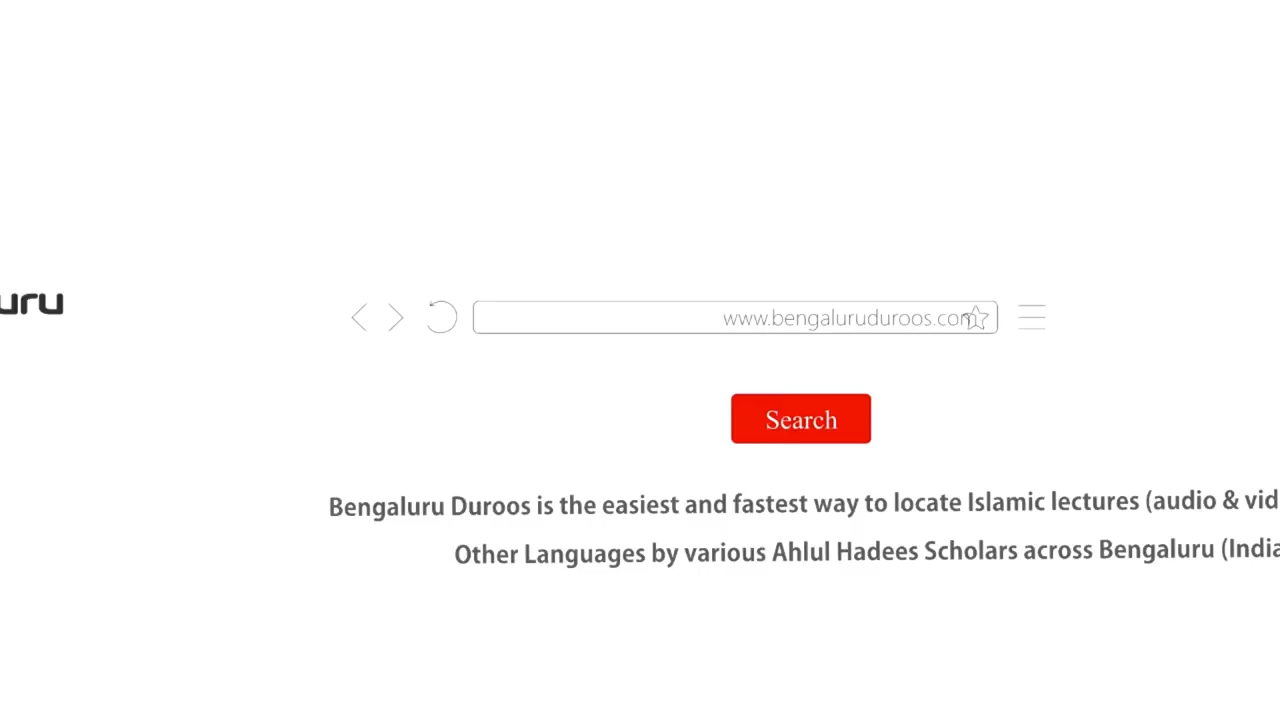 uru
www.bengaluruduroos.com
Search
Bengaluru Duroos is the easiest and fastest way to locate Islamic lectures (audio & vid
Other Languages by various Ahlul Hadees Scholars across Bengaluru (India